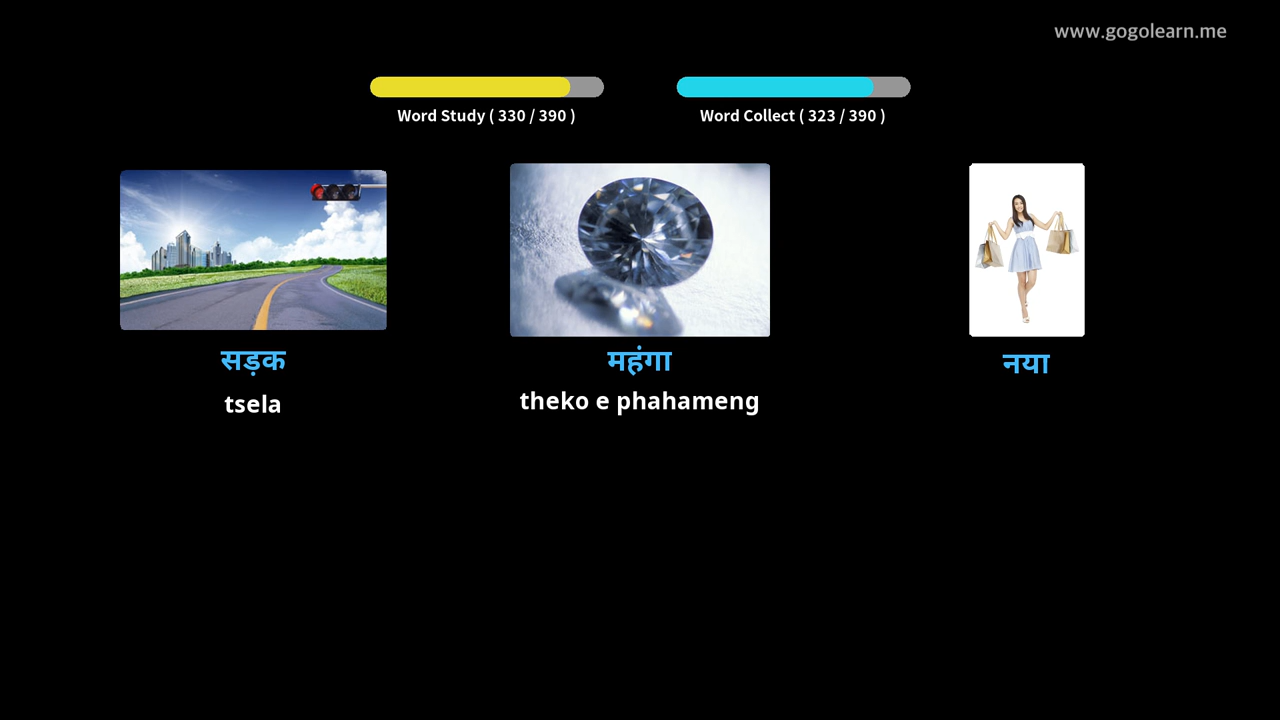 www.gogolearn.me
Word Study ( 330 / 390 )
Word Collect ( 323 / 390 )
सड़क
महंगा
नया
tsela
theko e phahameng